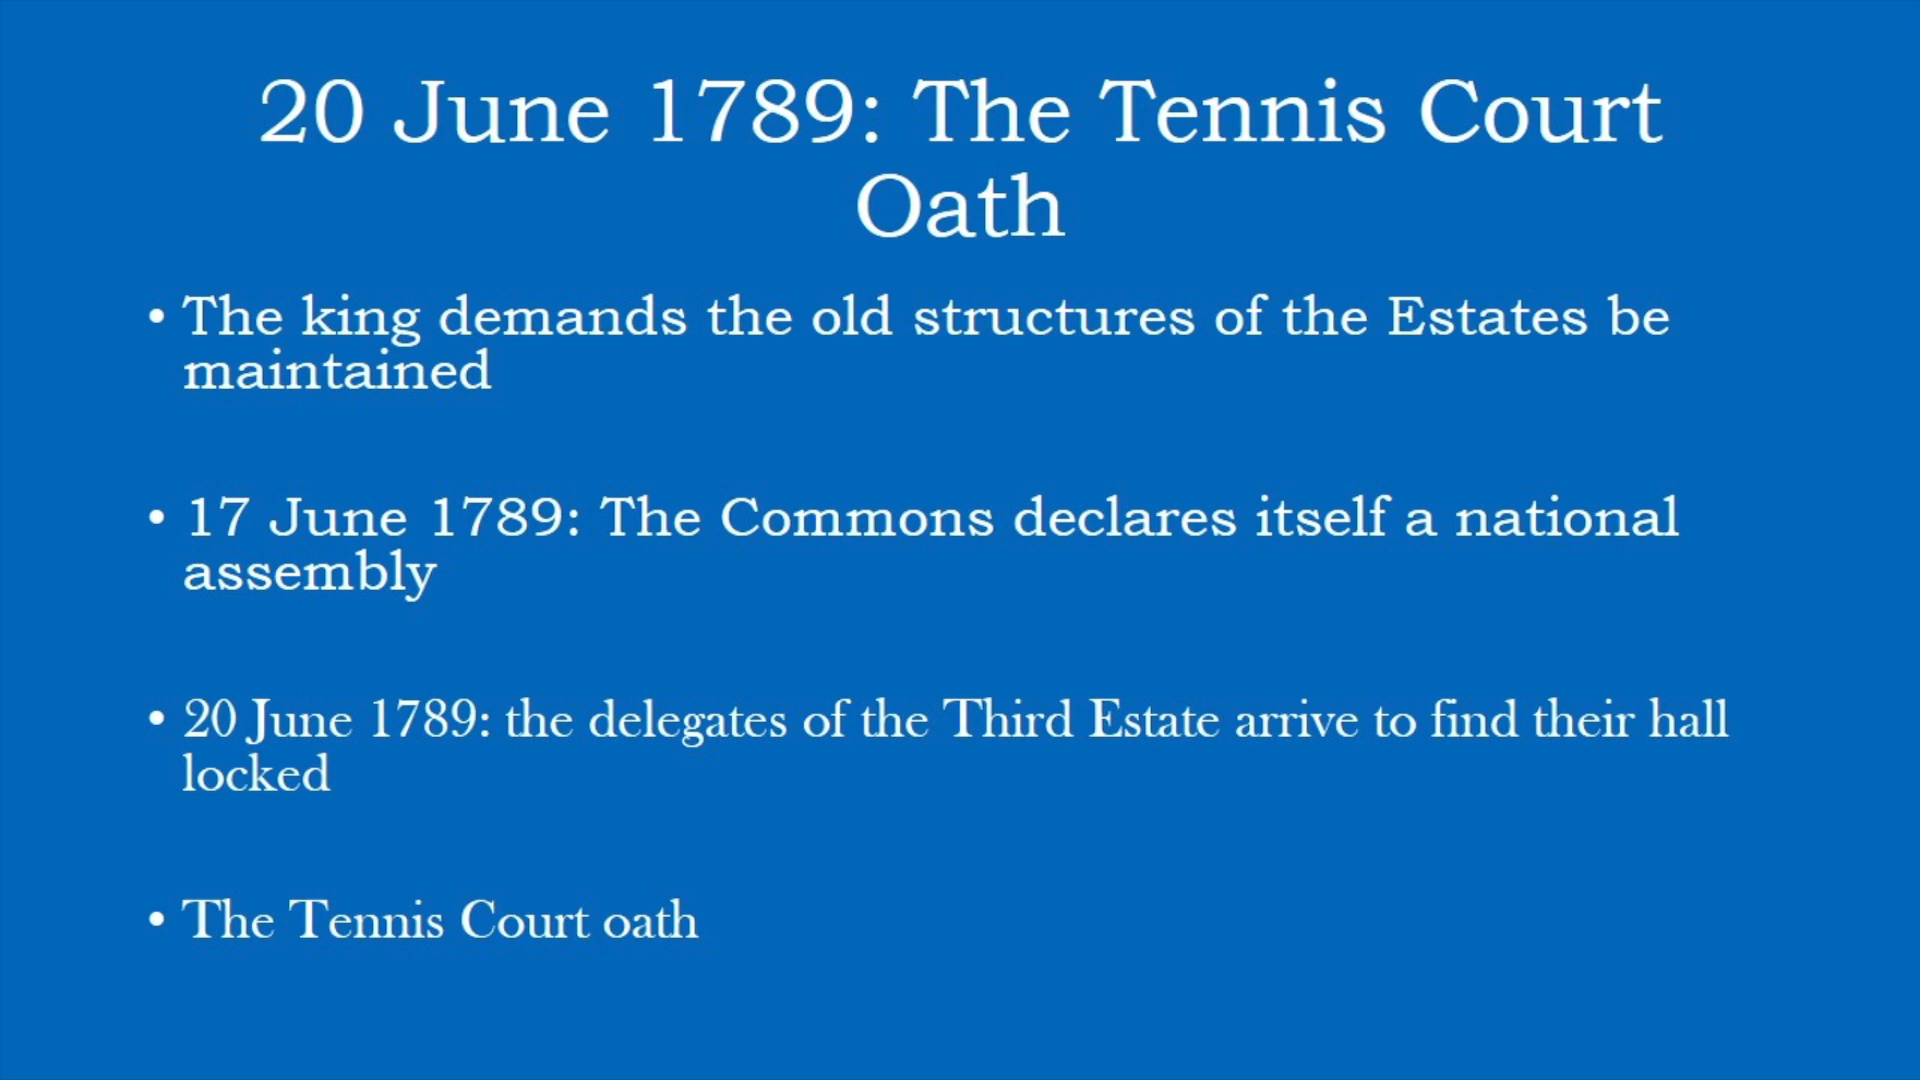 20 June 1789: The Tennis Court
Oath
• The king demands the old structures of the Estates be
maintained
• 17 June 1789: The Commons declares itself a national
assembly
• 20 June 1789: the delegates of the Third Estate arrive to find their hall
locked
• The Tennis Court oath